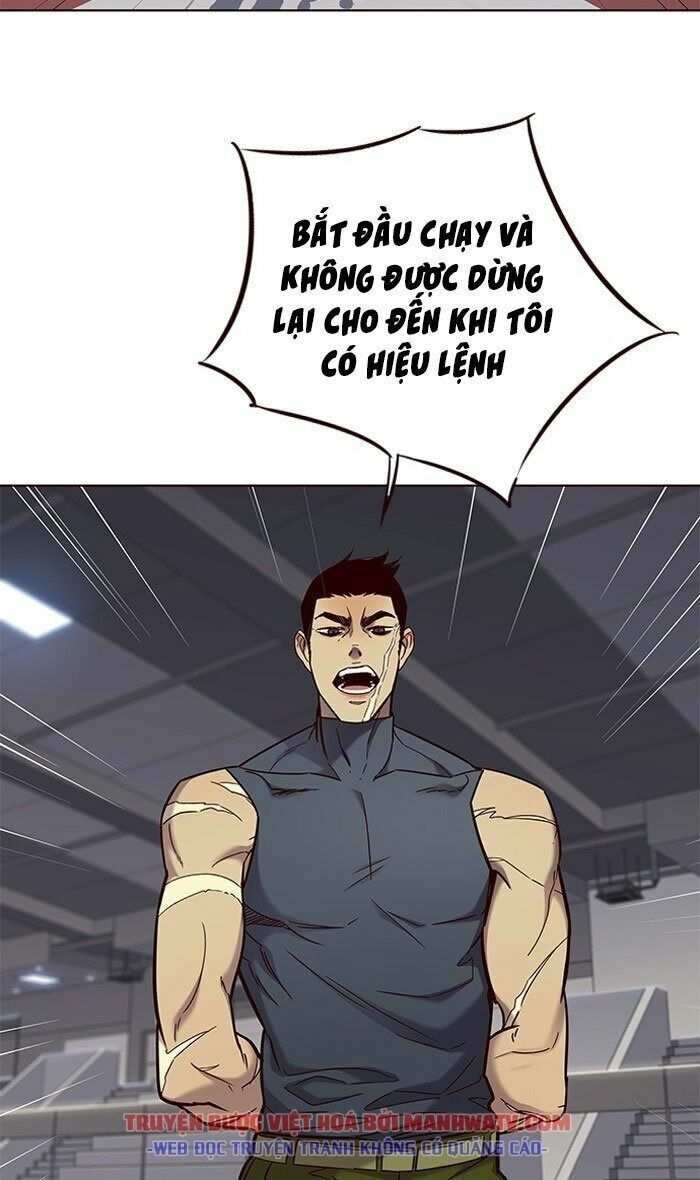 BẮT ĐẦU CHẠY VÀ
KHÔNG ĐƯỢC DỪNG
LẠI CHO ĐẾN KHI TÔI
CÓ HIỆU LỆNH
TRUYỆN ĐƯỢC VIỆT HOÁ BỞI MANHWATV.COM
-WEB ĐỌC TRUYỆN TRANH KHÔNG CÓ QUẢNG CÁO-